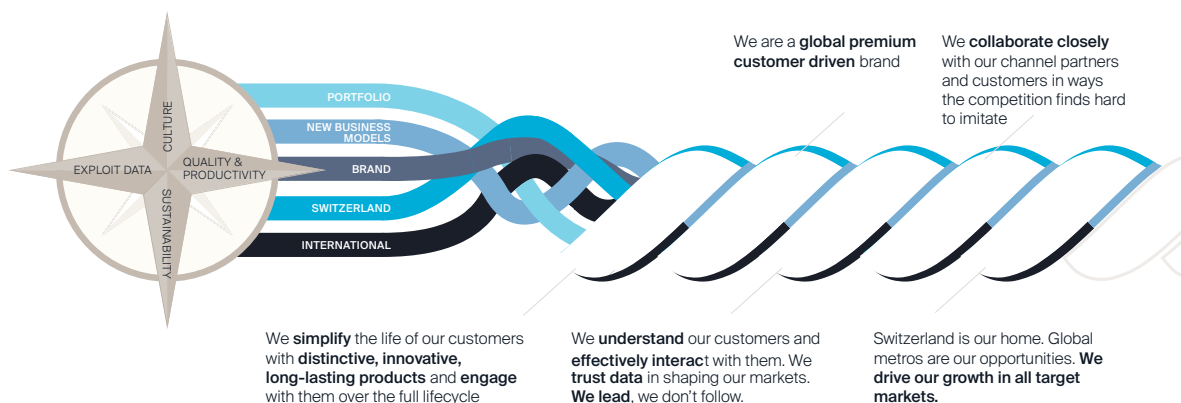 CULTURE
EXPLOIT DATA
QUALITY &
PRODUCTIVITY
SUSTAINABILITY
PORTFOLIO
NEW BUSINESS
MODELS
BRAND
SWITZERLAND
INTERNATIONAL
We are a global premium
customer driven brand
We collaborate closely
with our channel partners
and customers in ways
the competition finds hard
to imitate
We simplify the life of our customers
with distinctive, innovative,
long-lasting products and engage
with them over the full lifecycle
We understand our customers and
effectively interact with them. We
trust data in shaping our markets.
We lead, we don’t follow.
Switzerland is our home. Global
metros are our opportunities. We
drive our growth in all target
markets.